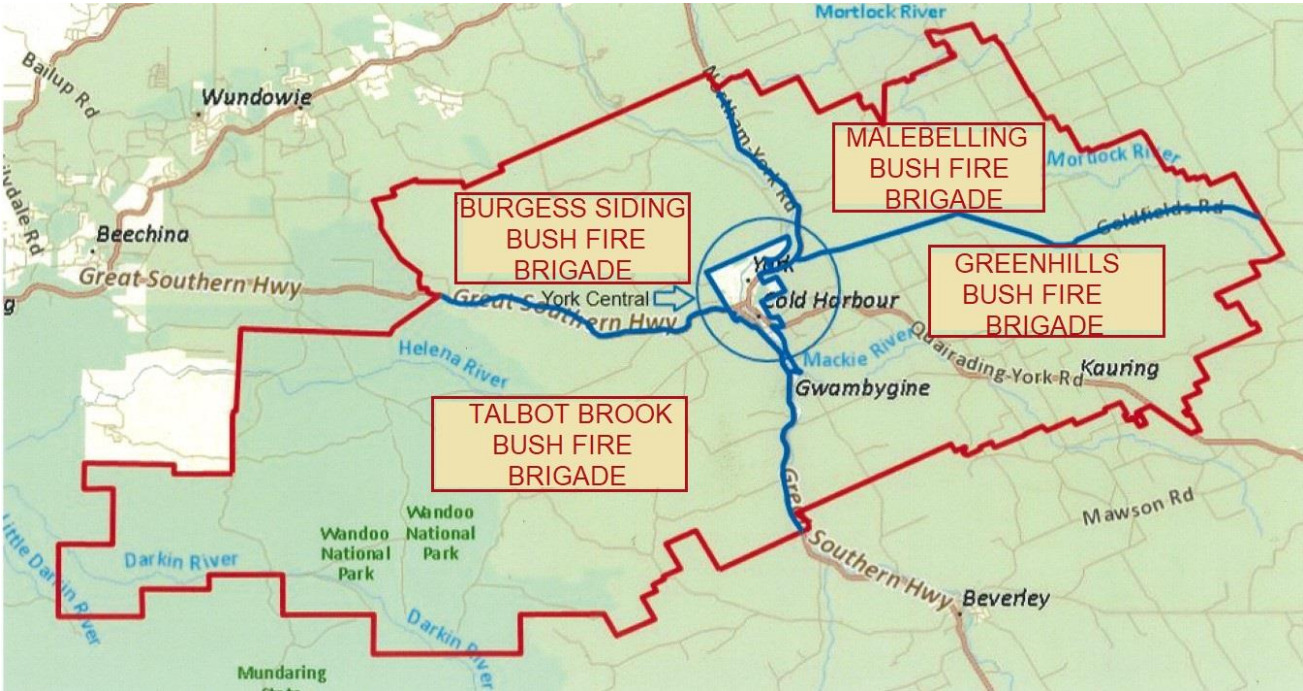 Mortlock River
Bailup Rd
Wundowie
Northam-York Rd
MALEBELLING
BUSH FIRE
BRIGADE
Mortlock River
ilydale Rd
Beechina
BURGESS SIDING
BUSH FIRE
BRIGADE
Goldfields Rd
GREENHILLS
BUSH FIRE
BRIGADE
York
g
Great Southern Hwy
Great Southern Hwy
York Central
Cold Harbour
Helena River
Mackie River
Quairading-York Rd
Kauring
Gwambygine
TALBOT BROOK
BUSH FIRE
BRIGADE
Wandoo
National
Park
Wandoo
National
Park
Mawson Rd
Little Darkin River
Darkin River
Darkin River
Gre
Southern Hwy
Beverley
Mundaring